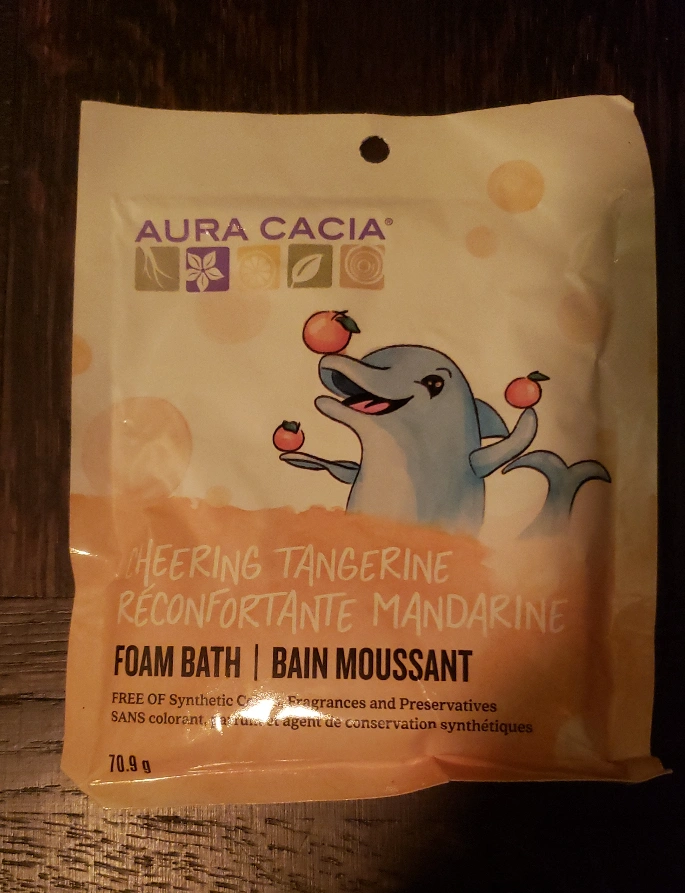 AURA CACIA®
CHEERING TANGERINE
RÉCONFORTANTE MANDARINE
FOAM BATH | BAIN MOUSSANT
FREE OF Synthetic Fragrances and Preservatives
SANS colorant, et agent de conservation synthétiques
70.9 g